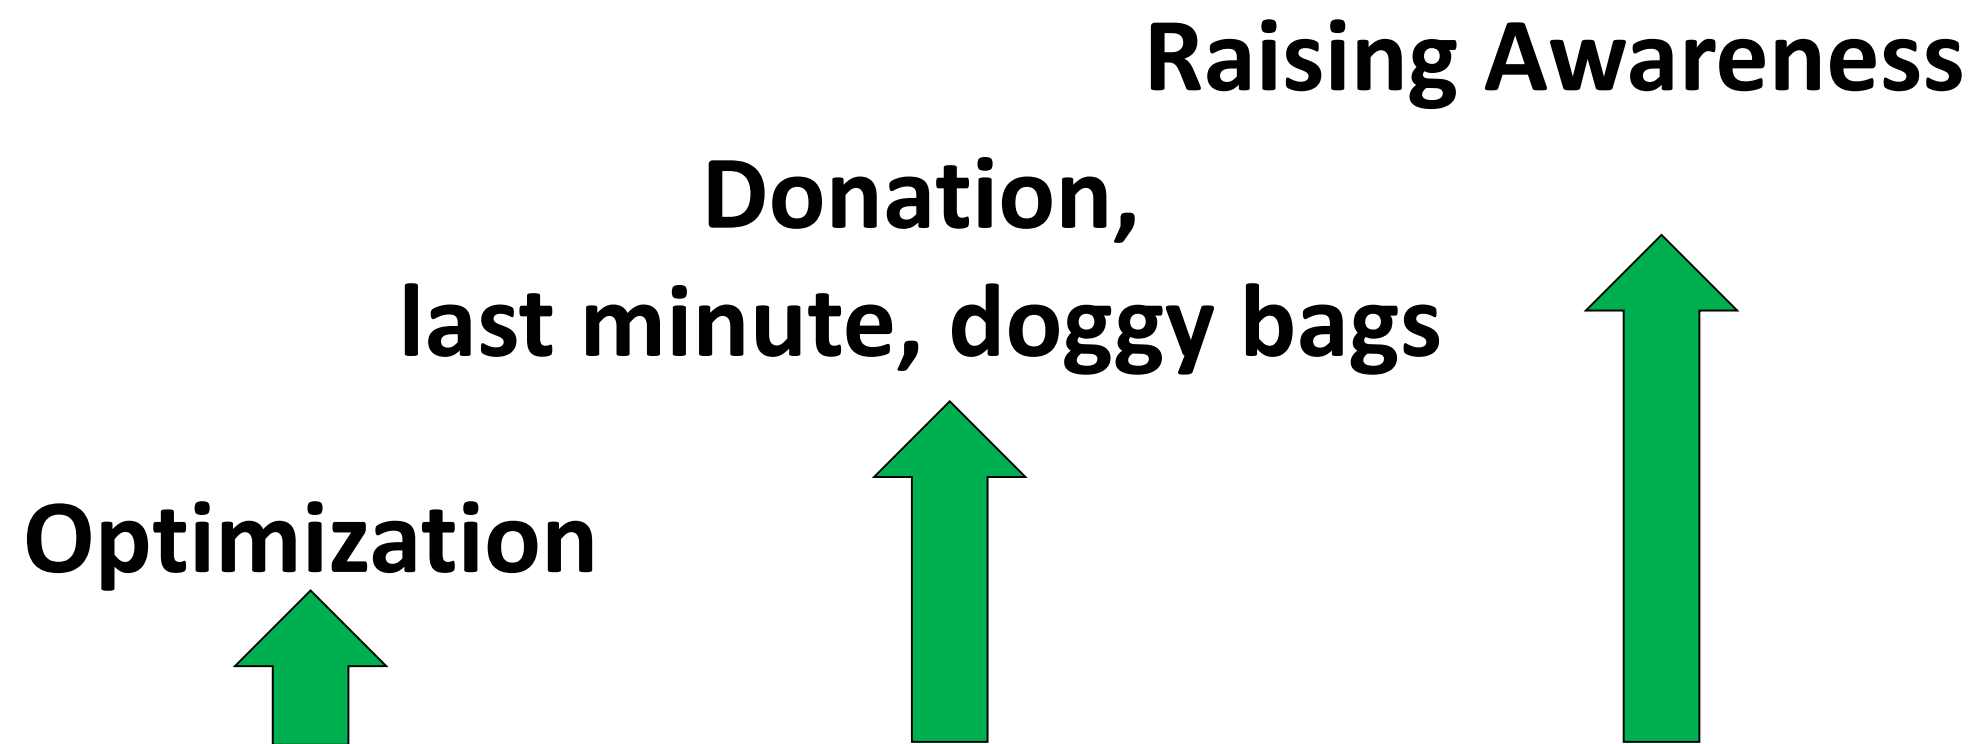 Raising Awareness
Donation,
last minute, doggy bags
Optimization